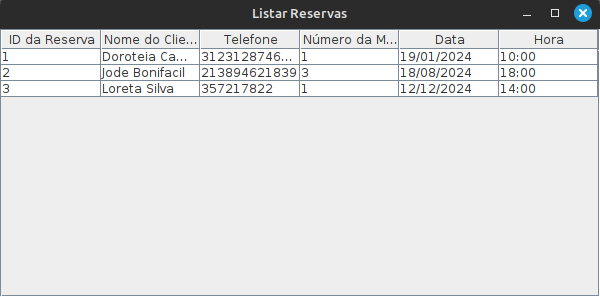 Listar Reservas
ID da Reserva Nome do Clie... Telefone Número da M... Data Hora
1 Doroteia Ca... 3123128746... 1 19/01/2024 10:00
2 Jode Bonifacil 213894621839 3 18/08/2024 18:00
3 Loreta Silva 357217822 1 12/12/2024 14:00